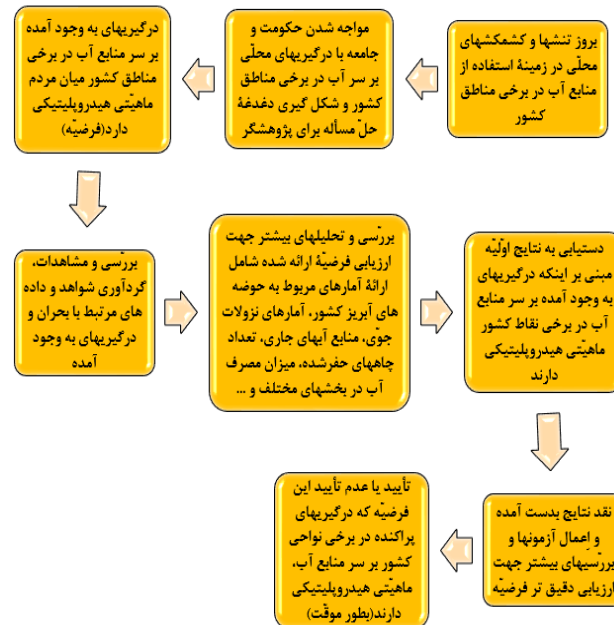 بروز تنشها و کشمکشهای
محلّی در زمینهٔ استفاده از
منابع آب در برخی مناطق
کشور
مواجه شدن حکومت و
جامعه با درگیریهای محلّی
بر سر آب در برخی مناطق
کشور و شکل گیری دغدغهٔ
حلّ مسأله برای پژوهشگر
درگیریهای به وجود آمده
بر سر منابع آب در برخی
مناطق کشور میان مردم
ماهیّتی هیدروپلیتیکی
دارد(فرضیّه)
بررّسی و مشاهدات،
گردآوری شواهد و داده
های مرتبط با بحران و
درگیریهای به وجود
آمده
بررّسی و تحلیلهای بیشتر جهت
ارزیابی فرضیّهٔ ارائه شده شامل
ارائهٔ آمارهای مربوط به حوضه
های آبریز کشور، آمارهای نزولات
جوّی، منابع آبهای جاری، تعداد
چاههای حفرشده، میزان مصرف
آب در بخشهای مختلف و ...
دستیابی به نتایج اوّلیّه
مبنی بر اینکه درگیریهای
به وجود آمده بر سر منابع
آب در برخی نقاط کشور
ماهیّتی هیدروپلیتیکی
دارند
نقد نتایج بدست آمده
و اِعمال آزمونها و
بررّسیهای بیشتر جهت
ارزیابی دقیق تر فرضیّه
تأیید یا عدم تأیید این
فرضیّه که درگیریهای
پراکنده در برخی نواحی
کشور بر سر منابع آب،
ماهیّتی هیدروپلیتیکی
دارند(بطور موقّت)